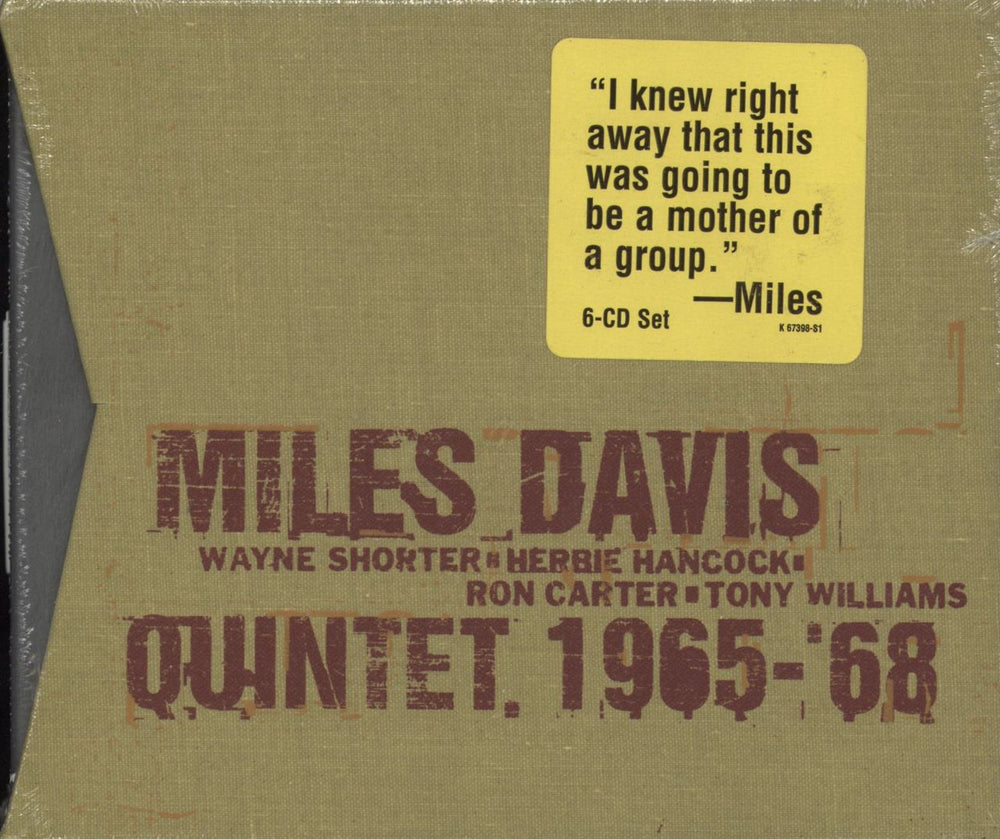 “I knew right
away that this
was going to
be a mother of
a group.”
—Miles
6-CD Set
K 67398-S1
MILES DAVIS
WAYNE SHORTER▪HERBIE HANCOCK▪
RON CARTER▪TONY WILLIAMS
QUINTET. 1965-'68